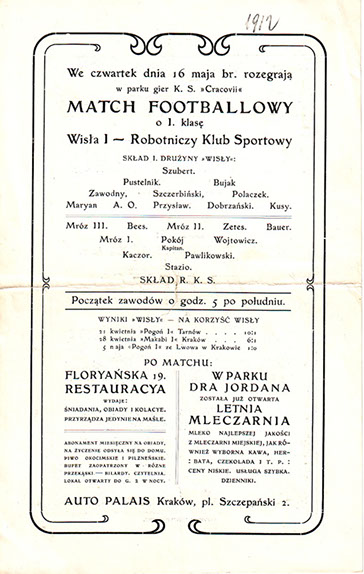 1912
We czwartek dnia 16 maja br. rozegrają
w parku gier K. S. »Cracovii«
MATCH FOOTBALLOWY
o I. klasę
Wisła I — Robotniczy Klub Sportowy
SKŁAD I. DRUŻYNY »WISŁY«:
Szubert.
Pustelnik. Bujak
Zawodny, Szczerbiński, Polaczek.
Maryan A. O. Przysław. Dobrzański, Kusy.
Mróz III. Bees. Mróz II. Zetes. Bauer.
Mróz I. Pokój Wojtowicz.
Kapitan.
Kaczor. Pawlikowski.
Stazio.
SKŁAD R. K. S.
Początek zawodów o godz. 5 po południu.
WYNIKI »WISŁY« — NA KORZYŚĆ WISŁY
21 kwietnia »Pogoń I« Tarnów . . . . 10:1
28 kwietnia »Makabi I« Kraków . . . 6:1
5 maja »Pogoń I« ze Lwowa w Krakowie 1:0
PO MATCHU:
FLORYAŃSKA 19.
RESTAURACYA
WYDAJE:
ŚNIADANIA, OBIADY I KOLACYE.
PRZYRZĄDZA JEDYNIE NA MAŚLE.
ABONAMENT MIESIĘCZNY NA OBIADY,
NA ŻYCZENIE ODSYŁA SIĘ DO DOMU.
PIWO OKOCIMSKIE I PILZNEŃSKIE.
BUFET ZAOPATRZONY W RÓŻNE
PRZEKĄSKI — BILARDY, CZYTELNIA.
LOKAL OTWARTY DO G. 2 W NOCY.
W PARKU
DRA JORDANA
ZOSTAŁA JUŻ OTWARTA
LETNIA
MLECZARNIA
MLEKO NAJLEPSZEJ JAKOŚCI
Z MLECZARNI MIEJSKIEJ, JAK RÓ-
WNIEŻ WYBORNA KAWA, HER-
BATA, CZEKOLADA I T. P. :
CENY NISKIE. USŁUGA SZYBKA.
DZIENNIKI.
AUTO PALAIS Kraków, pl. Szczepański 2.